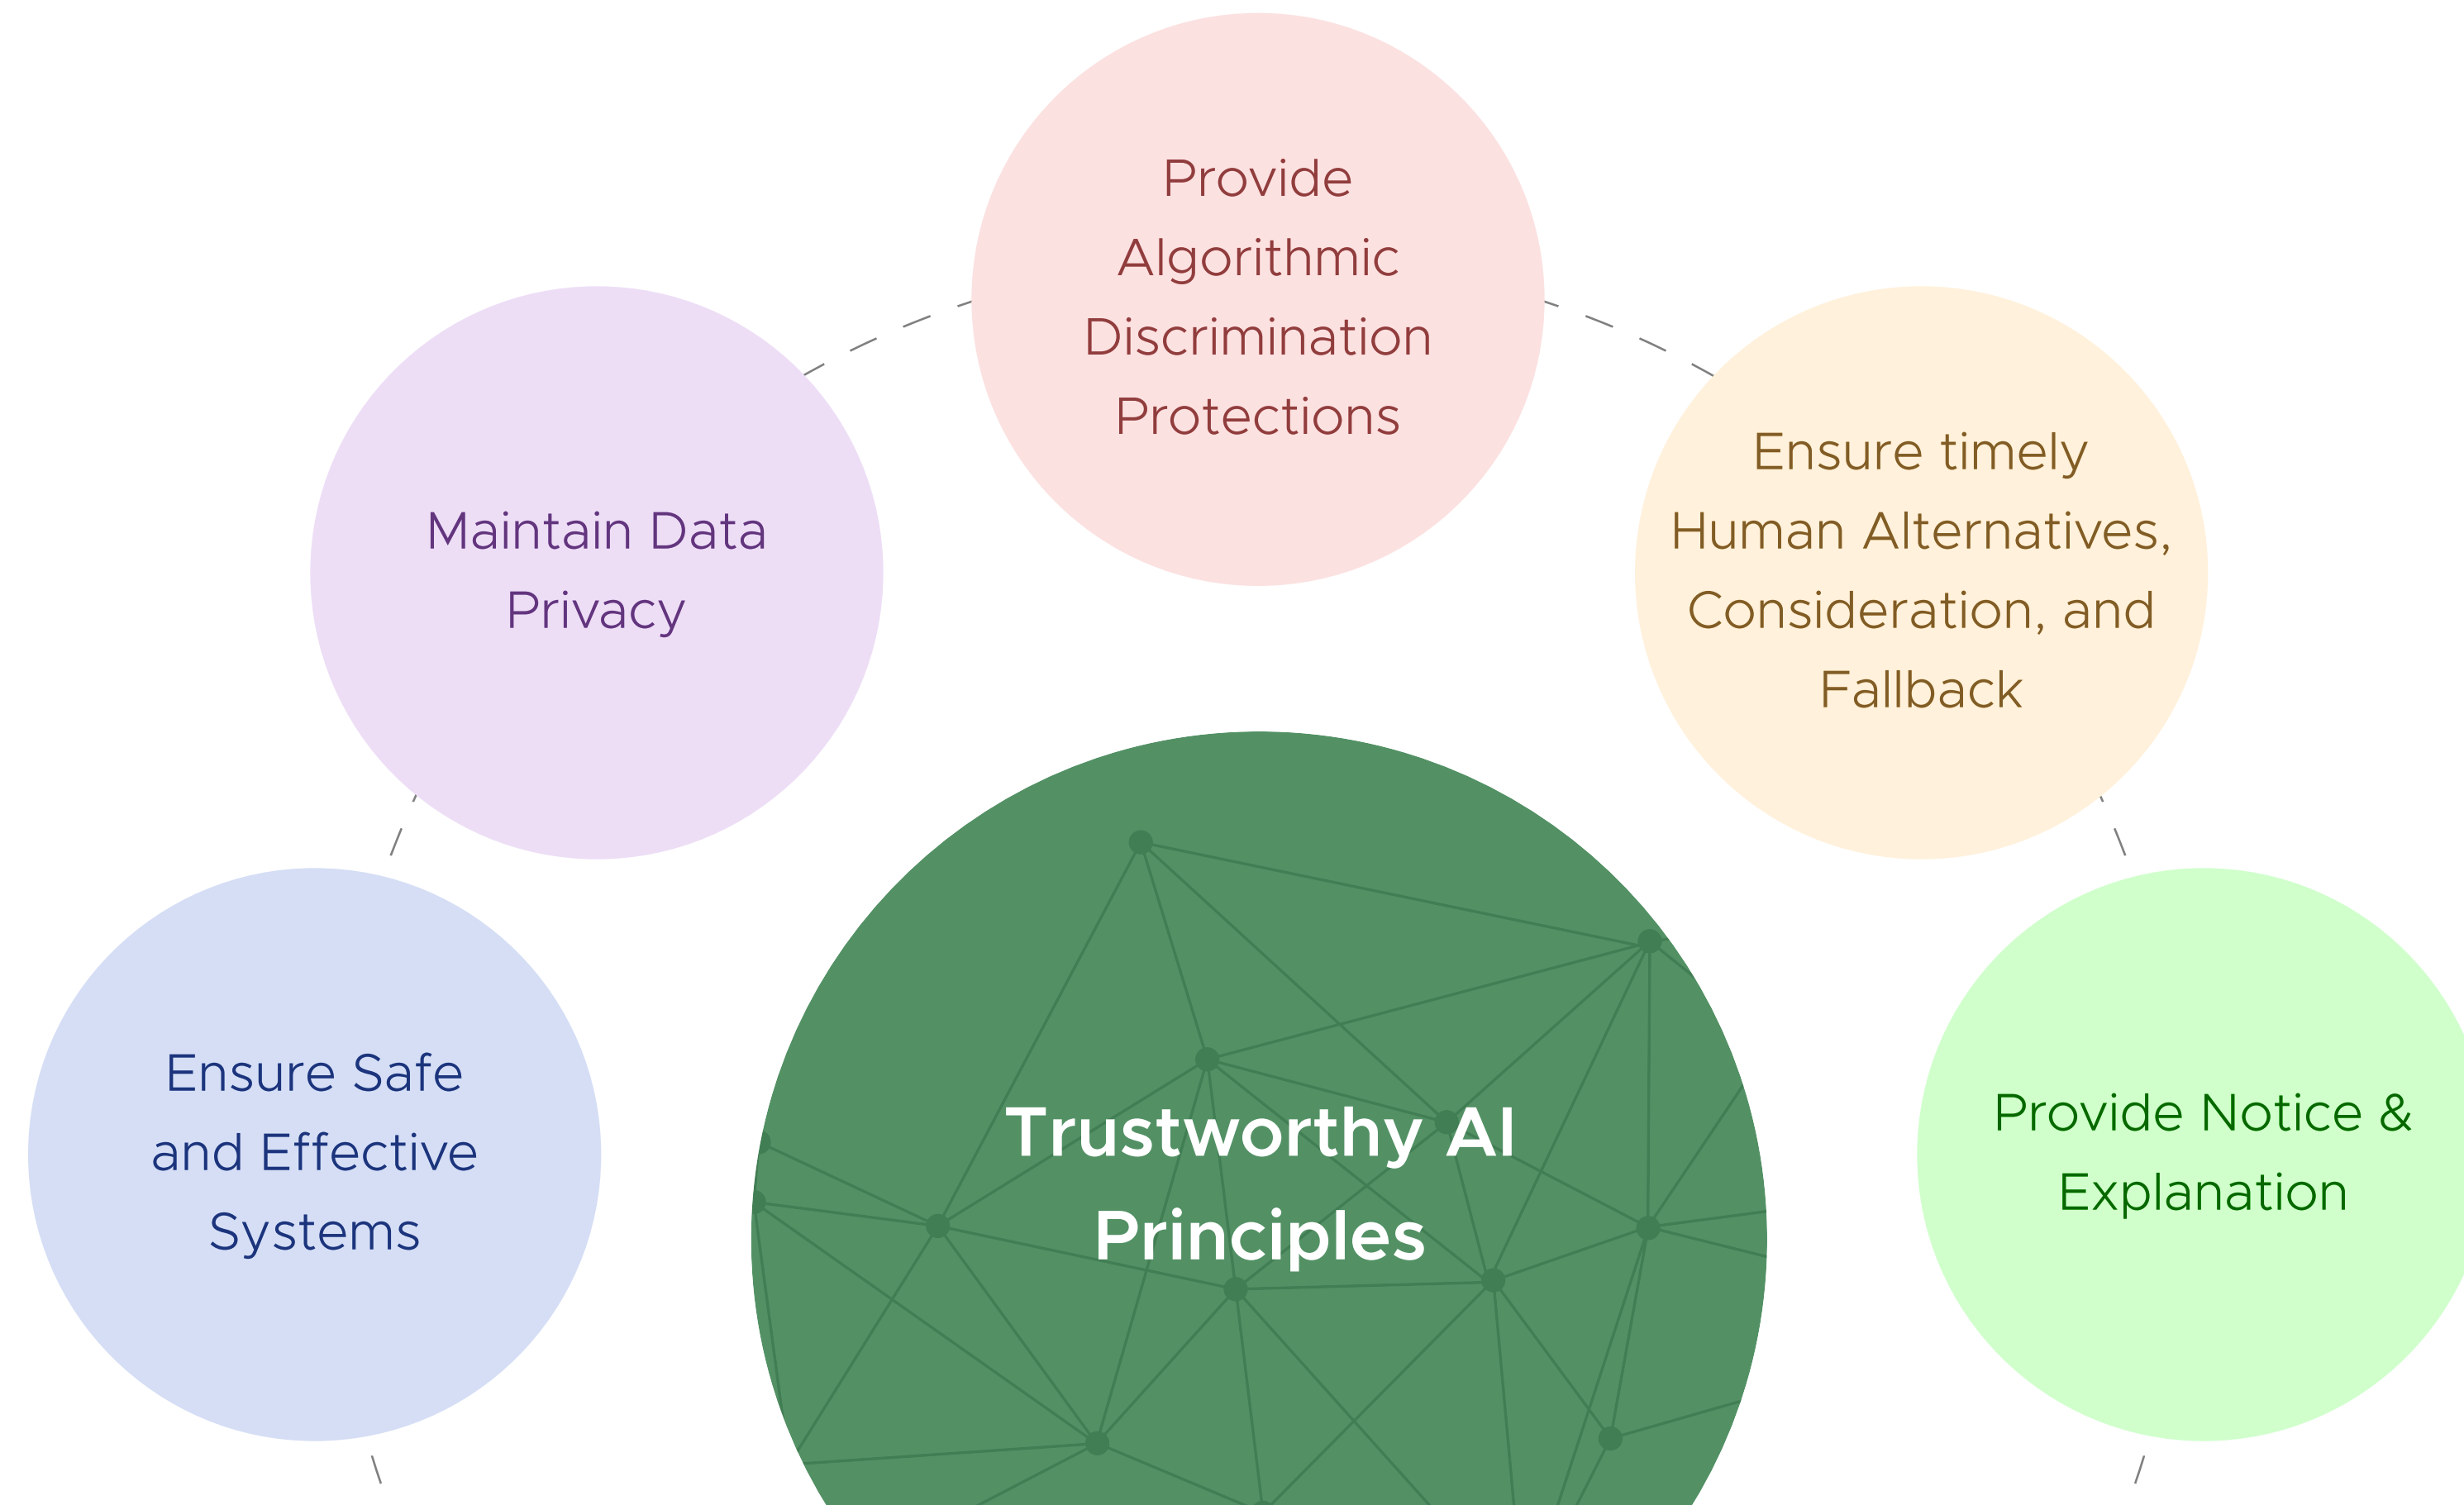 Provide
Algorithmic
Discrimination
Protections
Maintain Data
Privacy
Ensure timely
Human Alternatives,
Consideration, and
Fallback
Ensure Safe
and Effective
Systems
Trustworthy AI
Principles
Provide Notice &
Explanation